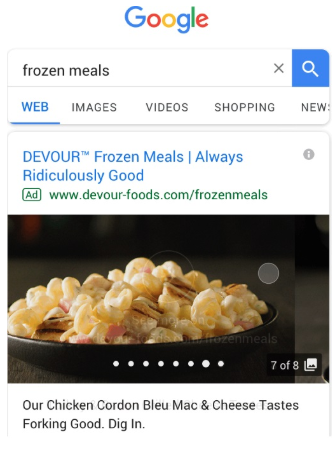 Google
frozen meals
WEB IMAGES VIDEOS SHOPPING NEWS
DEVOUR™ Frozen Meals | Always
Ridiculously Good
Ad www.devour-foods.com/frozenmeals
7 of 8
Our Chicken Cordon Bleu Mac & Cheese Tastes
Forking Good. Dig In.